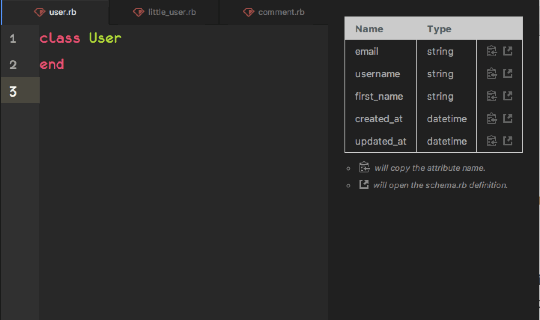 user.rb
little_user.rb
comment.rb
1 class User
2 end
3
Name Type
email string
username string
first_name string
created_at datetime
updated_at datetime
will copy the attribute name.
will open the schema.rb definition.